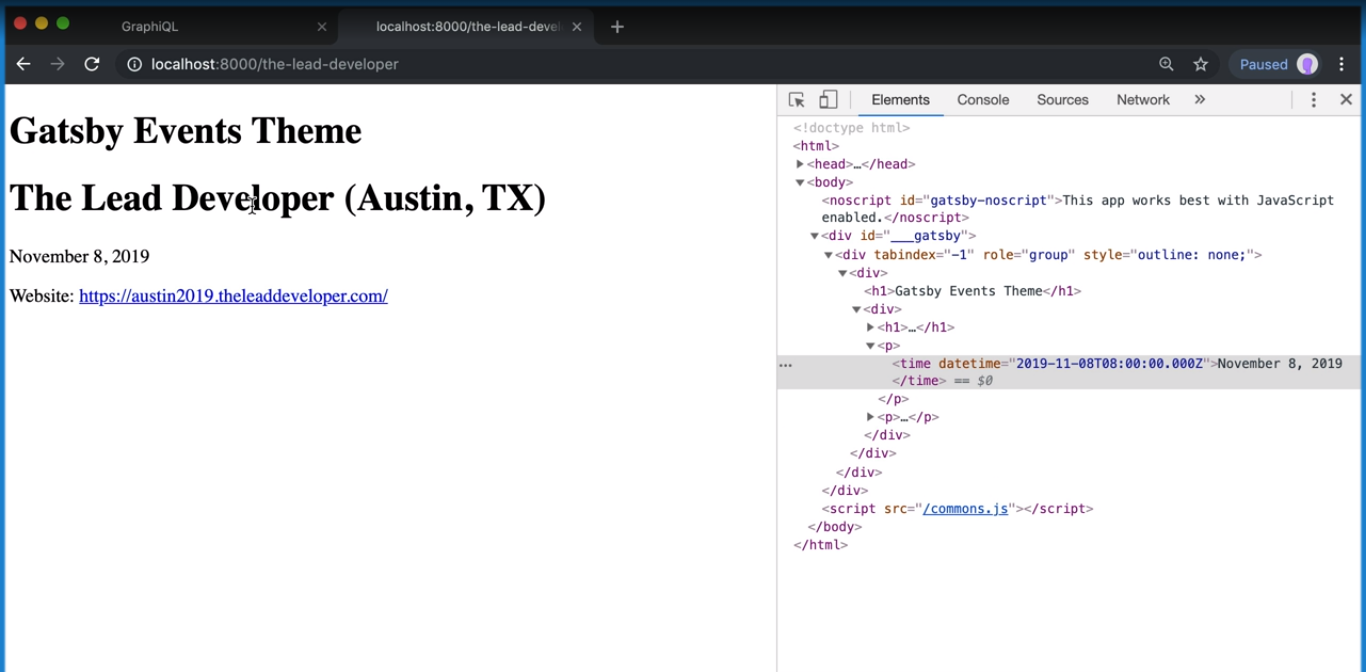 GraphiQL
localhost:8000/the-lead-deve
localhost:8000/the-lead-developer
Paused
Gatsby Events Theme
The Lead Developer (Austin, TX)
November 8, 2019
Website: https://austin2019.theleaddeveloper.com/
Elements Console Sources Network »
<!doctype html>
<html>
<head>…</head>
<body>
<noscript id="gatsby-noscript">This app works best with JavaScript
enabled.</noscript>
<div id="___gatsby">
<div tabindex="-1" role="group" style="outline: none;">
<div>
<h1>Gatsby Events Theme</h1>
<div>
<h1>…</h1>
<p>
<time datetime="2019-11-08T08:00:00.000Z">November 8, 2019
</time> == $0
</p>
<p>…</p>
</div>
</div>
</div>
</div>
<script src="/commons.js"></script>
</body>
</html>